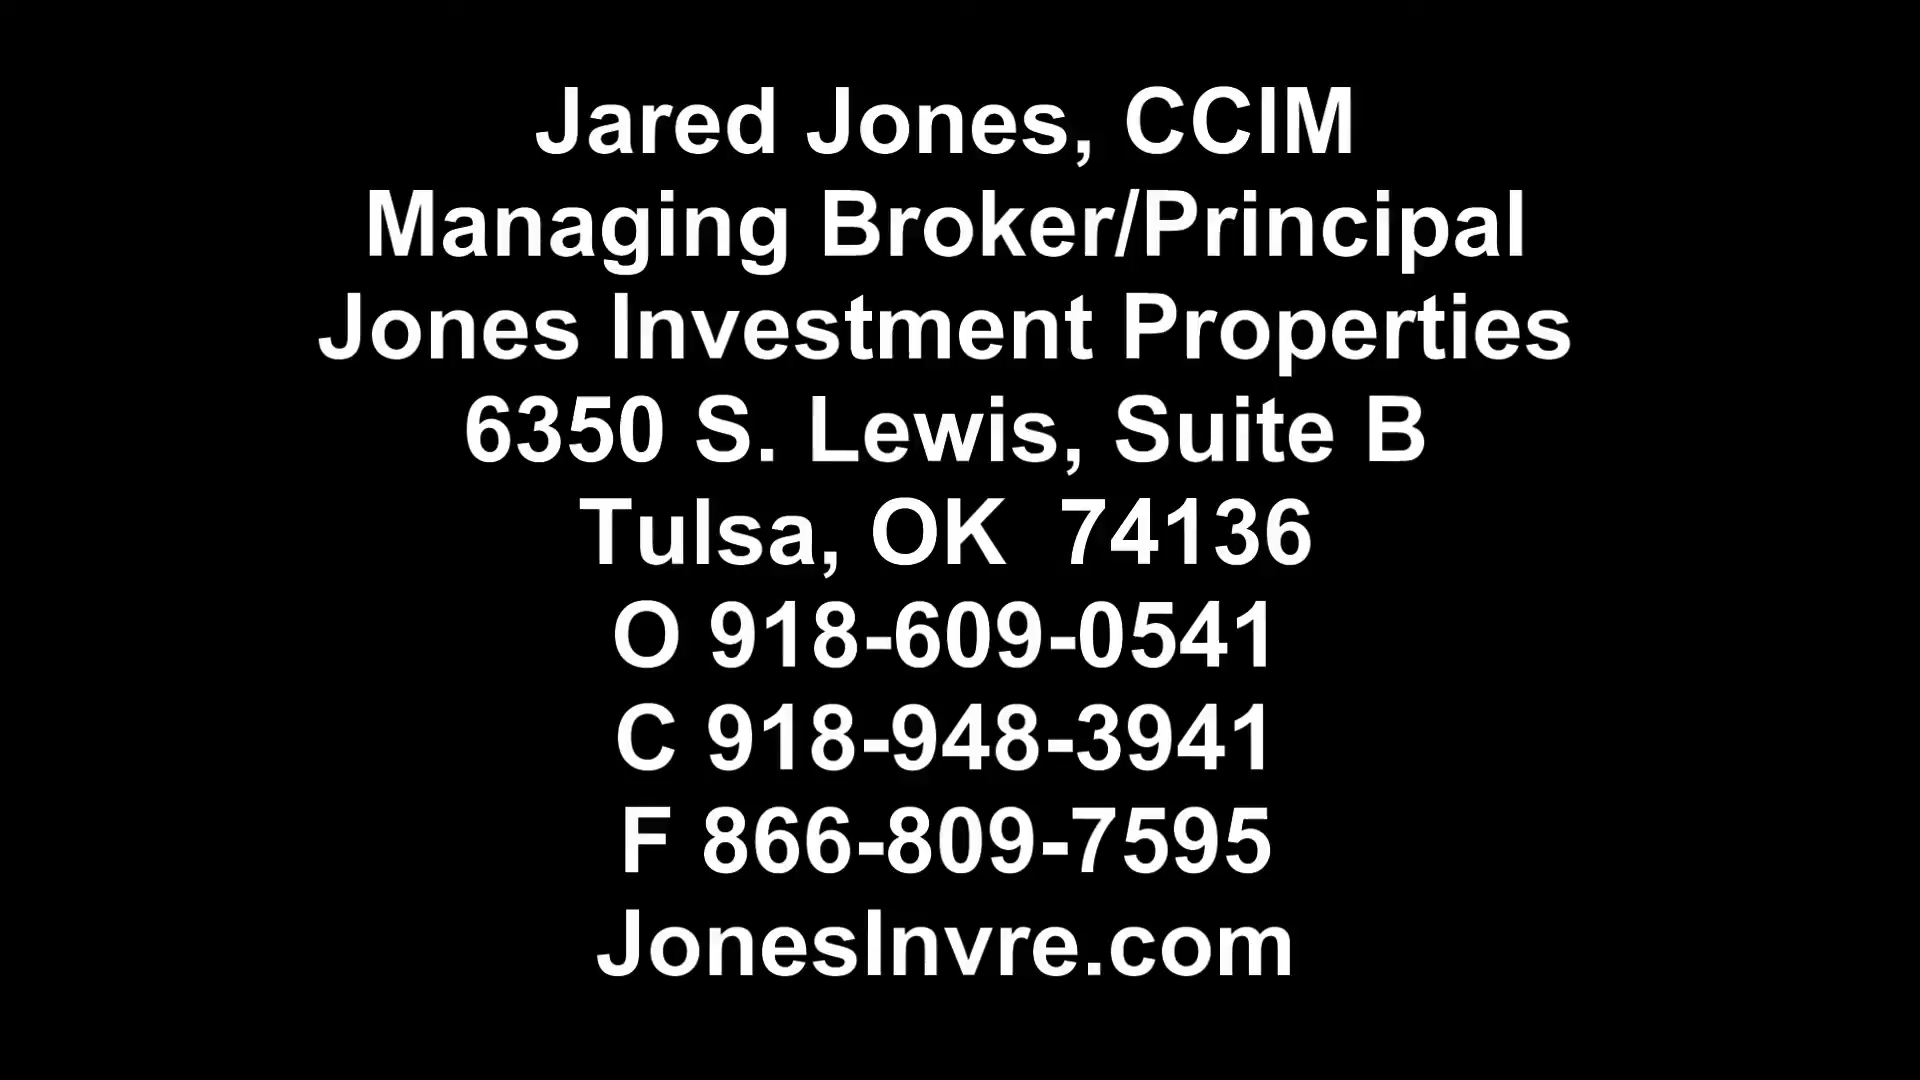 Jared Jones, CCIM
Managing Broker/Principal
Jones Investment Properties
6350 S. Lewis, Suite B
Tulsa, OK  74136
O 918-609-0541
C 918-948-3941
F 866-809-7595
JonesInvre.com